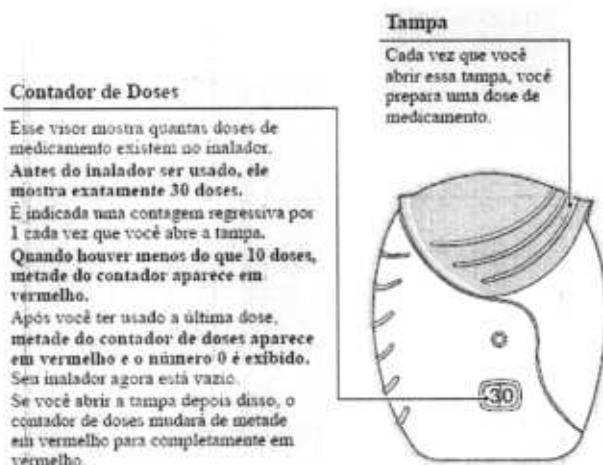 Tampa
Cada vez que você
abrir essa tampa, você
prepara uma dose de
medicamento.
Contador de Doses
Esse visor mostra quantas doses de
medicamento existem no inalador.
Antes do inalador ser usado, ele
mostra exatamente 30 doses.
É indicada uma contagem regressiva por
1 cada vez que você abre a tampa.
Quando houver menos do que 10 doses,
metade do contador aparece em
vermelho.
Após você ter usado a última dose,
metade do contador de doses aparece
em vermelho e o número 0 é exibido.
Seu inalador agora está vazio.
Se você abrir a tampa depois disso, o
contador de doses mudará de metade
em vermelho para completamente em
vermelho.
30